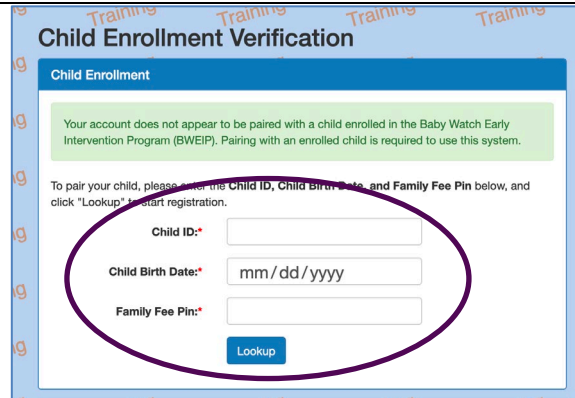 Training Training Training
Child Enrollment Verification
Child Enrollment
Your account does not appear to be paired with a child enrolled in the Baby Watch Early
Intervention Program (BWEIP). Pairing with an enrolled child is required to use this system.
To pair your child, please enter the Child ID, Child Birth Date, and Family Fee Pin below, and
click "Lookup" to start registration.
Child ID:*
Child Birth Date:* mm/dd/yyyy
Family Fee Pin:*
Lookup